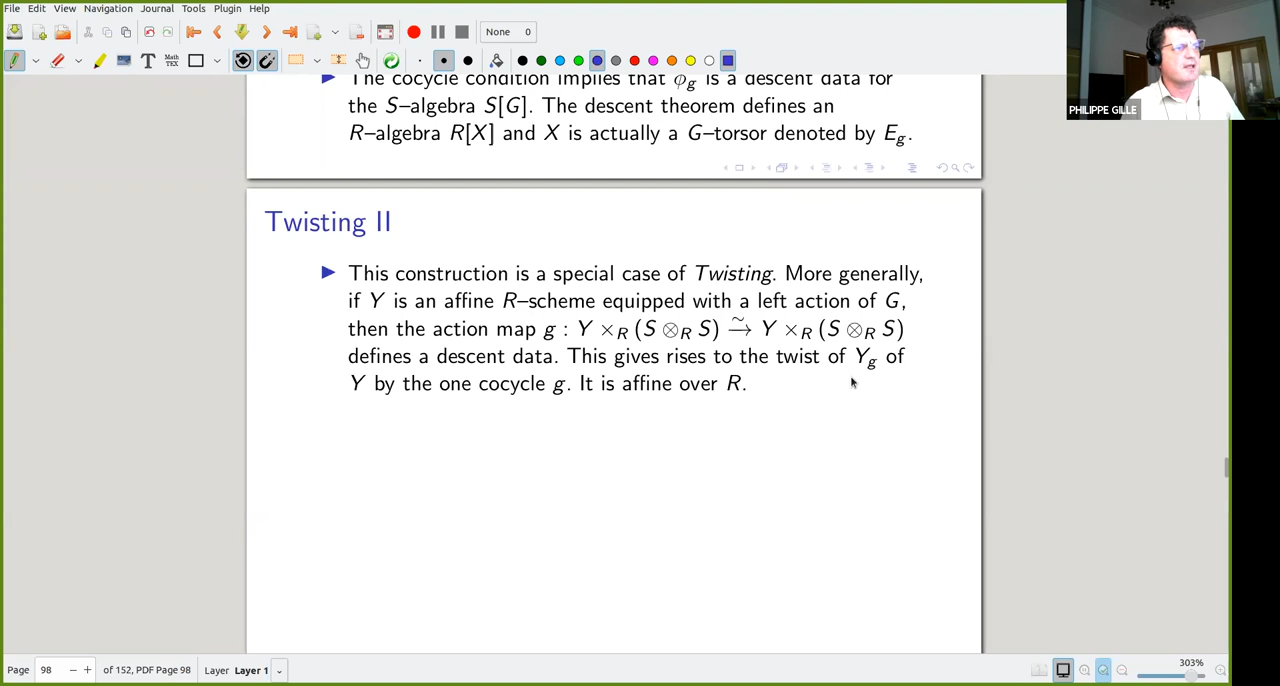 File Edit View Navigation Journal Tools Plugin Help
None 0
T Math TEX
PHILIPPE GILLE
The cocycle condition implies that ϕ_g is a descent data for
the S–algebra S[G]. The descent theorem defines an
R–algebra R[X] and X is actually a G–torsor denoted by E_g.
Twisting II
This construction is a special case of Twisting. More generally,
if Y is an affine R–scheme equipped with a left action of G,
then the action map g : Y ×_R (S ⊗_R S) →^∼ Y ×_R (S ⊗_R S)
defines a descent data. This gives rises to the twist of Y_g of
Y by the one cocycle g. It is affine over R.
Page 98 − + of 152, PDF Page 98 Layer Layer 1 303%